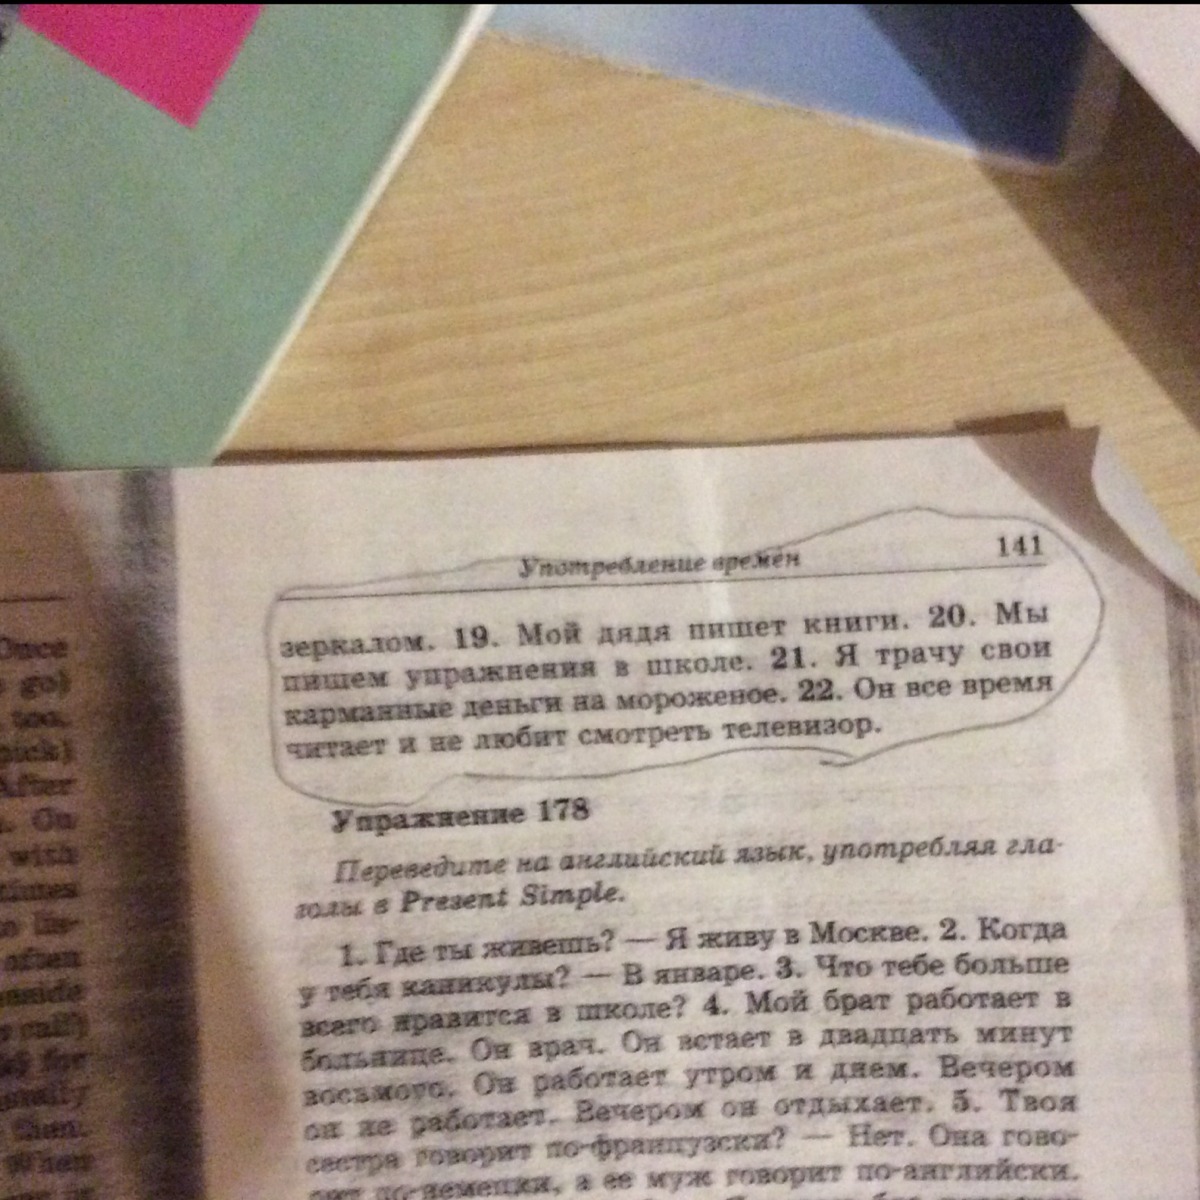 Употребление времён 141
зеркалом. 19. Мой дядя пишет книги. 20. Мы
пишем упражнения в школе. 21. Я трачу свои
карманные деньги на мороженое. 22. Он все время
читает и не любит смотреть телевизор.
Упражнение 178
Переведите на английский язык, употребляя гла-
голы в Present Simple.
1. Где ты живешь? — Я живу в Москве. 2. Когда
у тебя каникулы? — В январе. 3. Что тебе больше
всего нравится в школе? 4. Мой брат работает в
больнице. Он врач. Он встает в двадцать минут
восьмого. Он работает утром и днем. Вечером
он не работает. Вечером он отдыхает. 5. Твоя
сестра говорит по-французски? — Нет. Она гово-
рит по-немецки, а ее муж говорит по-английски.
Once
go)
too.
After
On
with
times
often
call)
for
usually
When